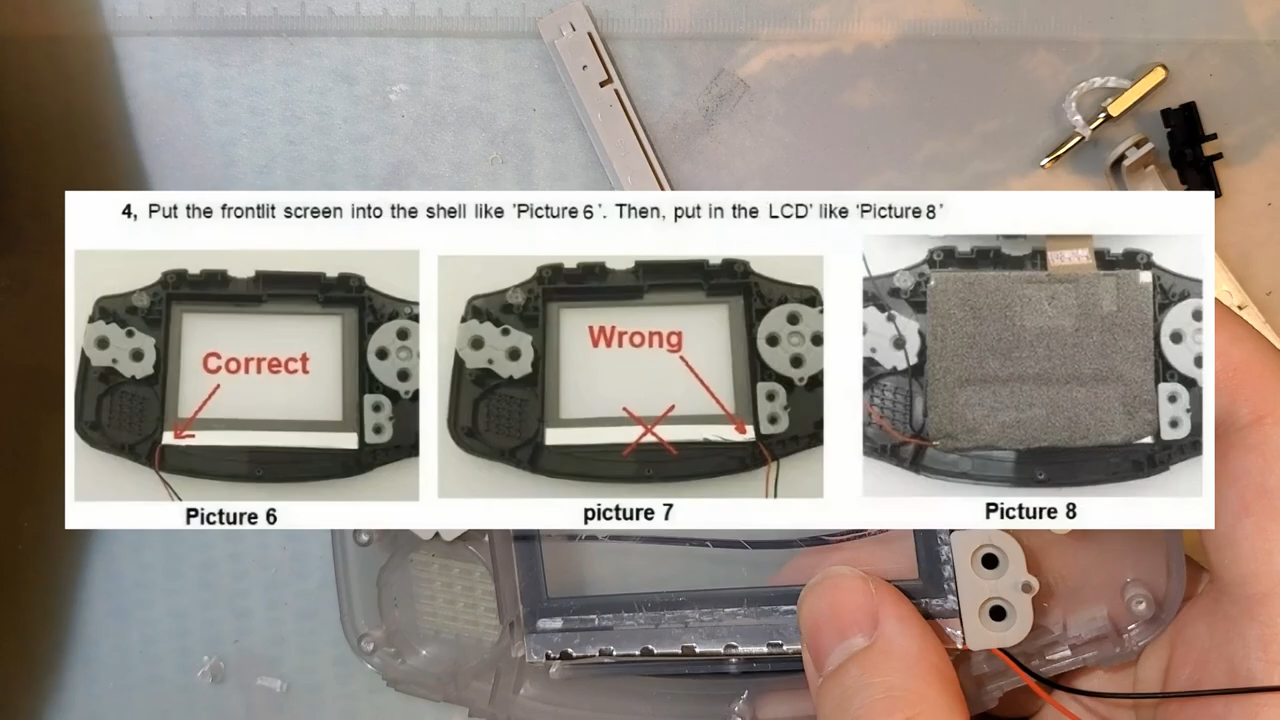 4, Put the frontlit screen into the shell like 'Picture 6'. Then, put in the LCD' like 'Picture 8'
Correct
Wrong
Picture 6
picture 7
Picture 8